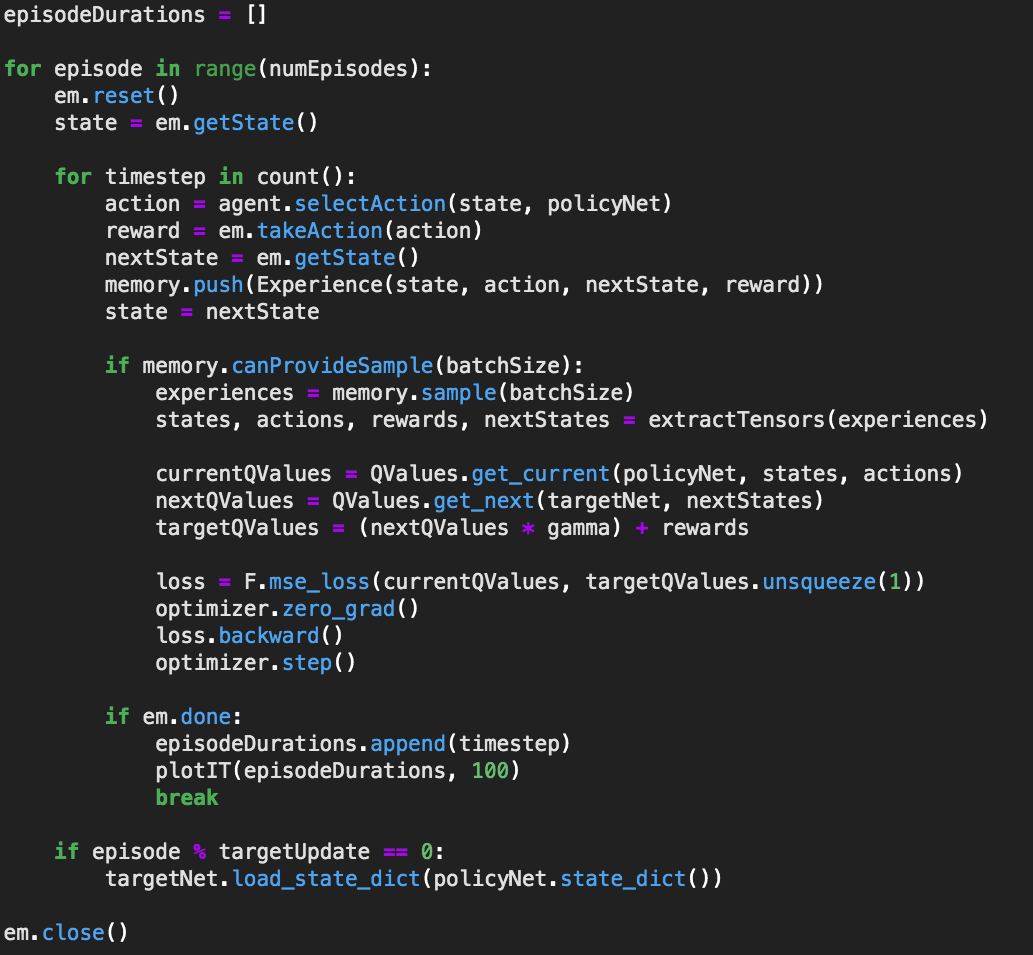 episodeDurations = []

for episode in range(numEpisodes):
    em.reset()
    state = em.getState()

    for timestep in count():
        action = agent.selectAction(state, policyNet)
        reward = em.takeAction(action)
        nextState = em.getState()
        memory.push(Experience(state, action, nextState, reward))
        state = nextState

        if memory.canProvideSample(batchSize):
            experiences = memory.sample(batchSize)
            states, actions, rewards, nextStates = extractTensors(experiences)

            currentQValues = QValues.get_current(policyNet, states, actions)
            nextQValues = QValues.get_next(targetNet, nextStates)
            targetQValues = (nextQValues * gamma) + rewards

            loss = F.mse_loss(currentQValues, targetQValues.unsqueeze(1))
            optimizer.zero_grad()
            loss.backward()
            optimizer.step()

        if em.done:
            episodeDurations.append(timestep)
            plotIT(episodeDurations, 100)
            break

    if episode % targetUpdate == 0:
        targetNet.load_state_dict(policyNet.state_dict())

em.close()